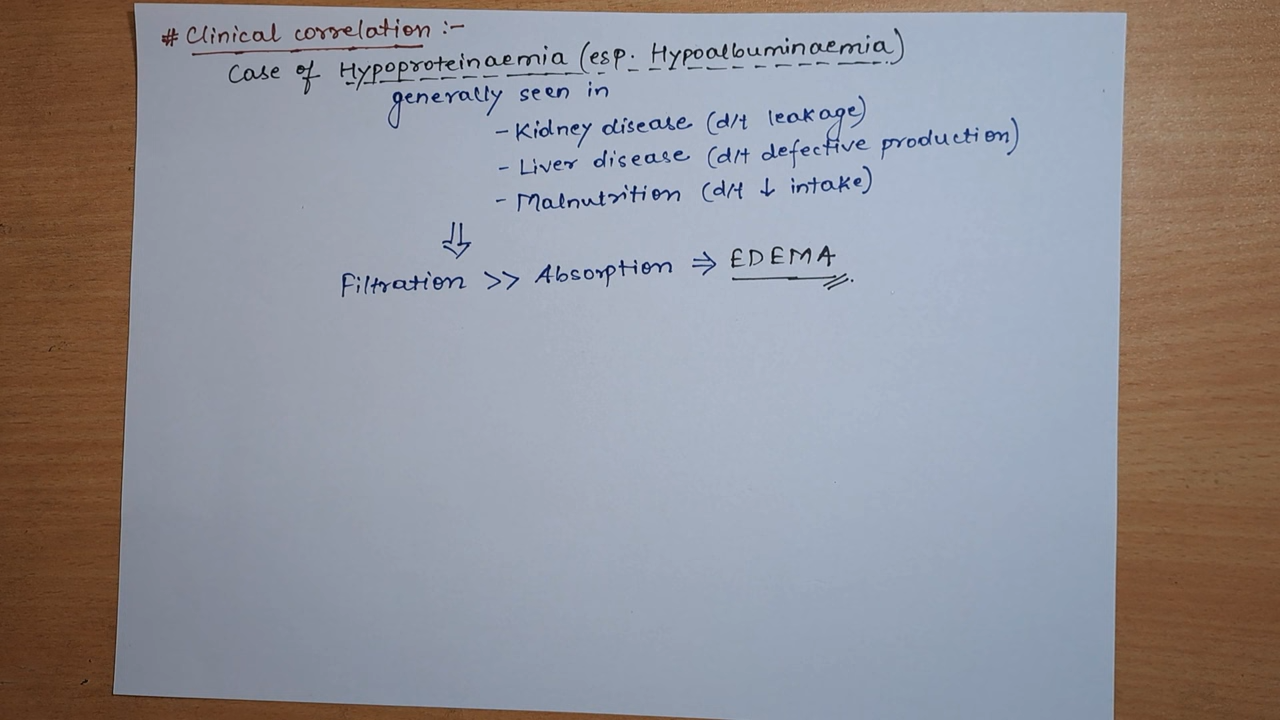 # Clinical correlation :-
Case of Hypoproteinaemia (esp. Hypoalbuminaemia)
generally seen in
- Kidney disease (d/t leakage)
- Liver disease (d/t defective production)
- Malnutrition (d/t ↓ intake)
⇓
Filtration >> Absorption ⇒ EDEMA